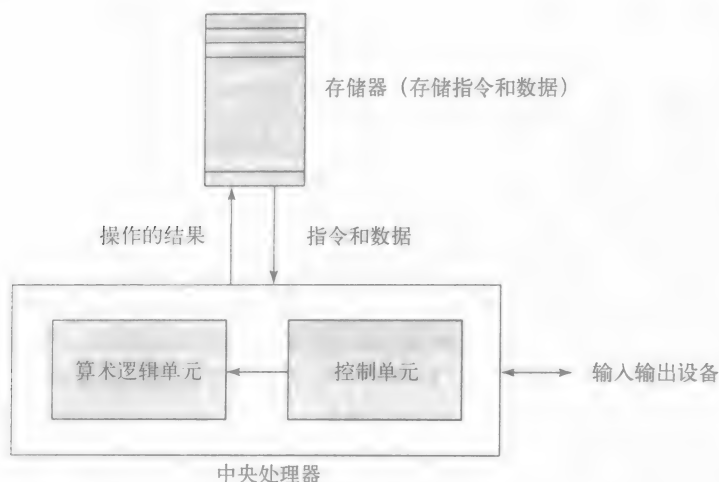 存储器（存储指令和数据）
操作的结果
指令和数据
算术逻辑单元
控制单元
输入输出设备
中央处理器